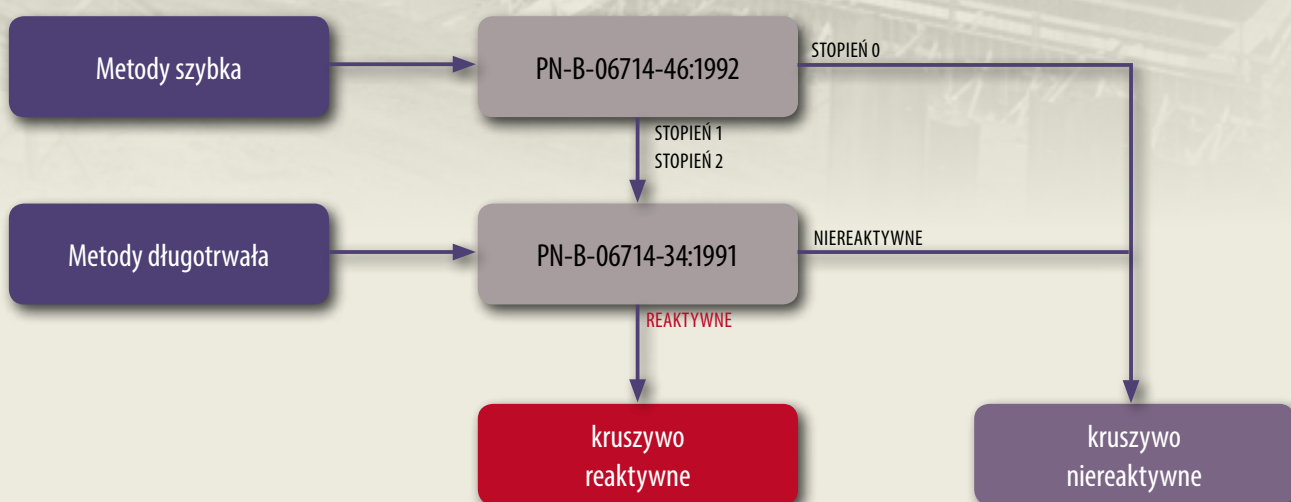 Metody szybka
PN-B-06714-46:1992
STOPIEŃ 0
STOPIEŃ 1
STOPIEŃ 2
Metody długotrwała
PN-B-06714-34:1991
NIEREAKTYWNE
REAKTYWNE
kruszywo
reaktywne
kruszywo
niereaktywne